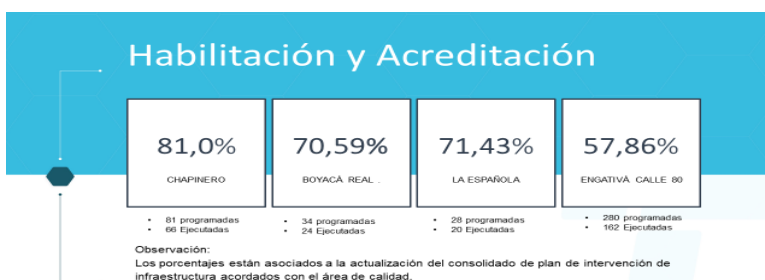 Habilitación y Acreditación
81,0% 70,59% 71,43% 57,86%
CHAPINERO BOYACÁ REAL . LA ESPAÑOLA ENGATIVÁ CALLE 80
• 81 programadas • 34 programadas • 28 programadas • 280 programadas
• 66 Ejecutadas • 24 Ejecutadas • 20 Ejecutadas • 162 Ejecutadas
Observación:
Los porcentajes están asociados a la actualización del consolidado de plan de intervención de
infraestructura acordados con el área de calidad.